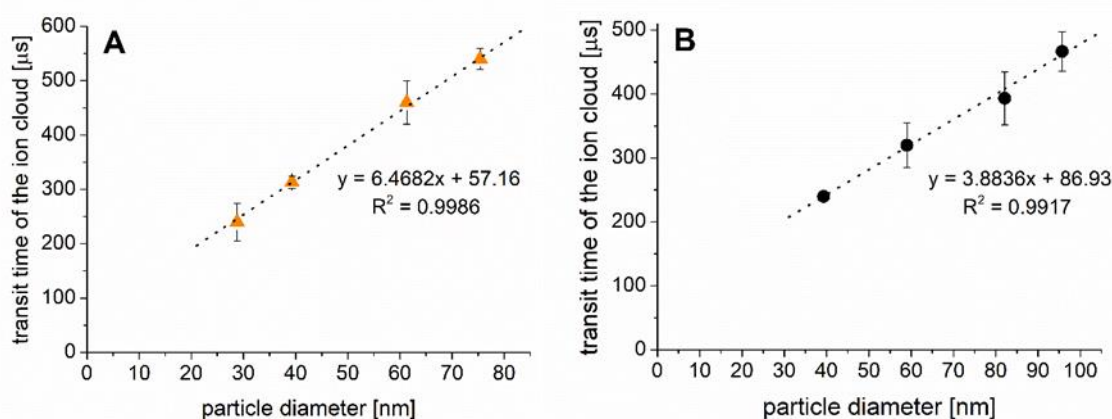 A
transit time of the ion cloud [µs]
600
500
400
300
200
100
0
y = 6.4682x + 57.16
R² = 0.9986
0 10 20 30 40 50 60 70 80
particle diameter [nm]
B
transit time of the ion cloud [µs]
500
400
300
200
100
0
y = 3.8836x + 86.93
R² = 0.9917
0 10 20 30 40 50 60 70 80 90 100
particle diameter [nm]